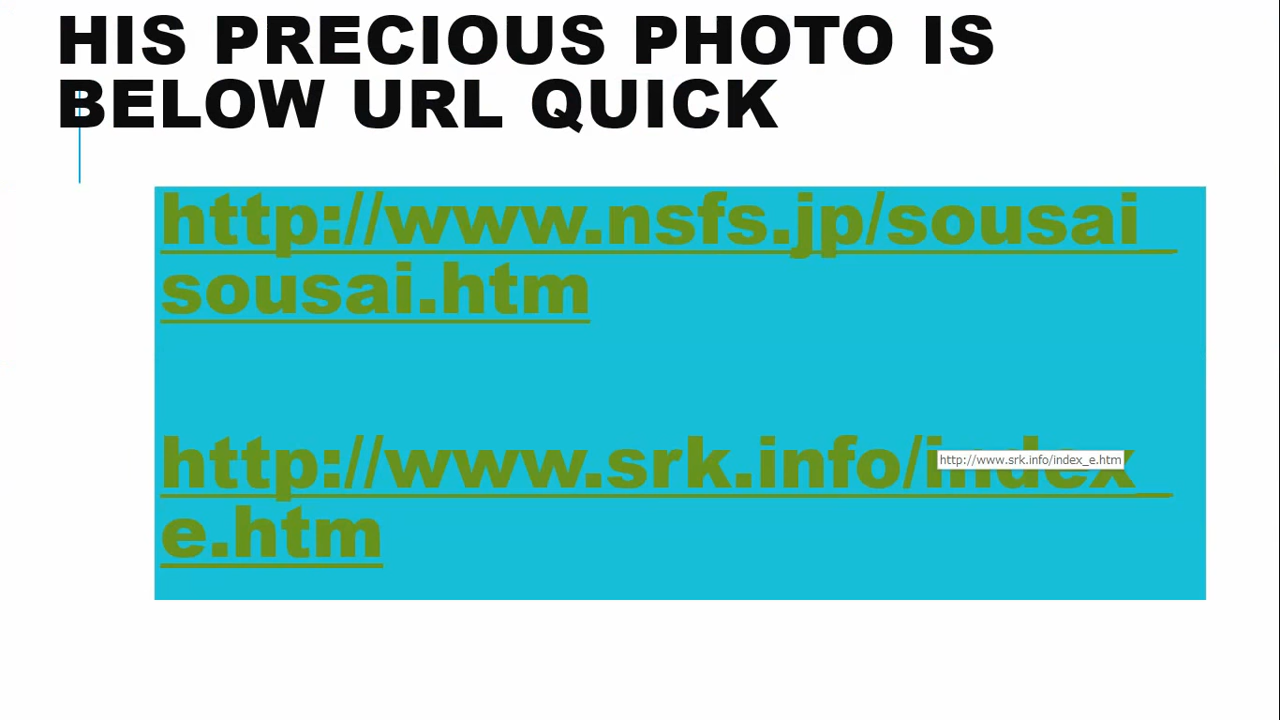 HIS PRECIOUS PHOTO IS
BELOW URL QUICK
http://www.nsfs.jp/sousai_
sousai.htm
http://www.srk.info/index_
e.htm
http://www.srk.info/index_e.htm